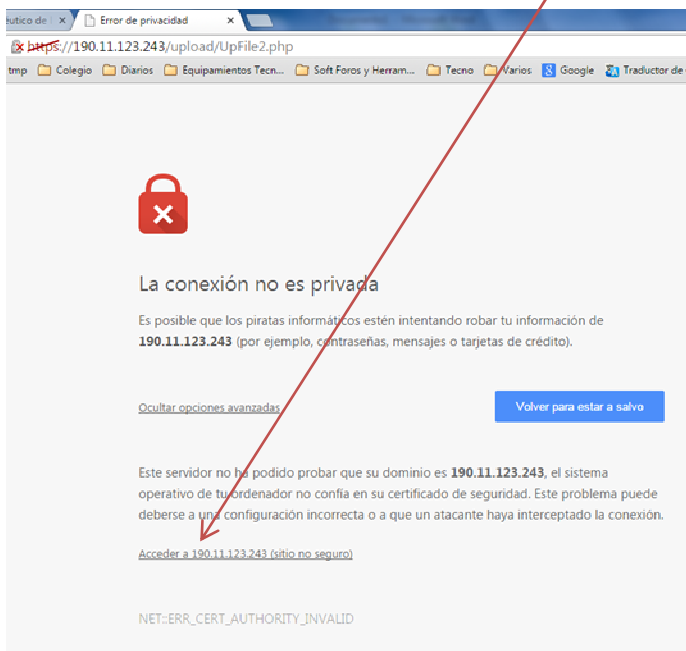 eutico de
Error de privacidad
https://190.11.123.243/upload/UpFile2.php
tmp Colegio Diarios Equipamientos Tecn... Soft Foros y Herram... Tecno Varios Google Traductor de
La conexión no es privada
Es posible que los piratas informáticos estén intentando robar tu información de
190.11.123.243 (por ejemplo, contraseñas, mensajes o tarjetas de crédito).
Ocultar opciones avanzadas
Volver para estar a salvo
Este servidor no ha podido probar que su dominio es 190.11.123.243, el sistema
operativo de tu ordenador no confía en su certificado de seguridad. Este problema puede
deberse a una configuración incorrecta o a que un atacante haya interceptado la conexión.
Acceder a 190.11.123.243 (sitio no seguro)
NET::ERR_CERT_AUTHORITY_INVALID